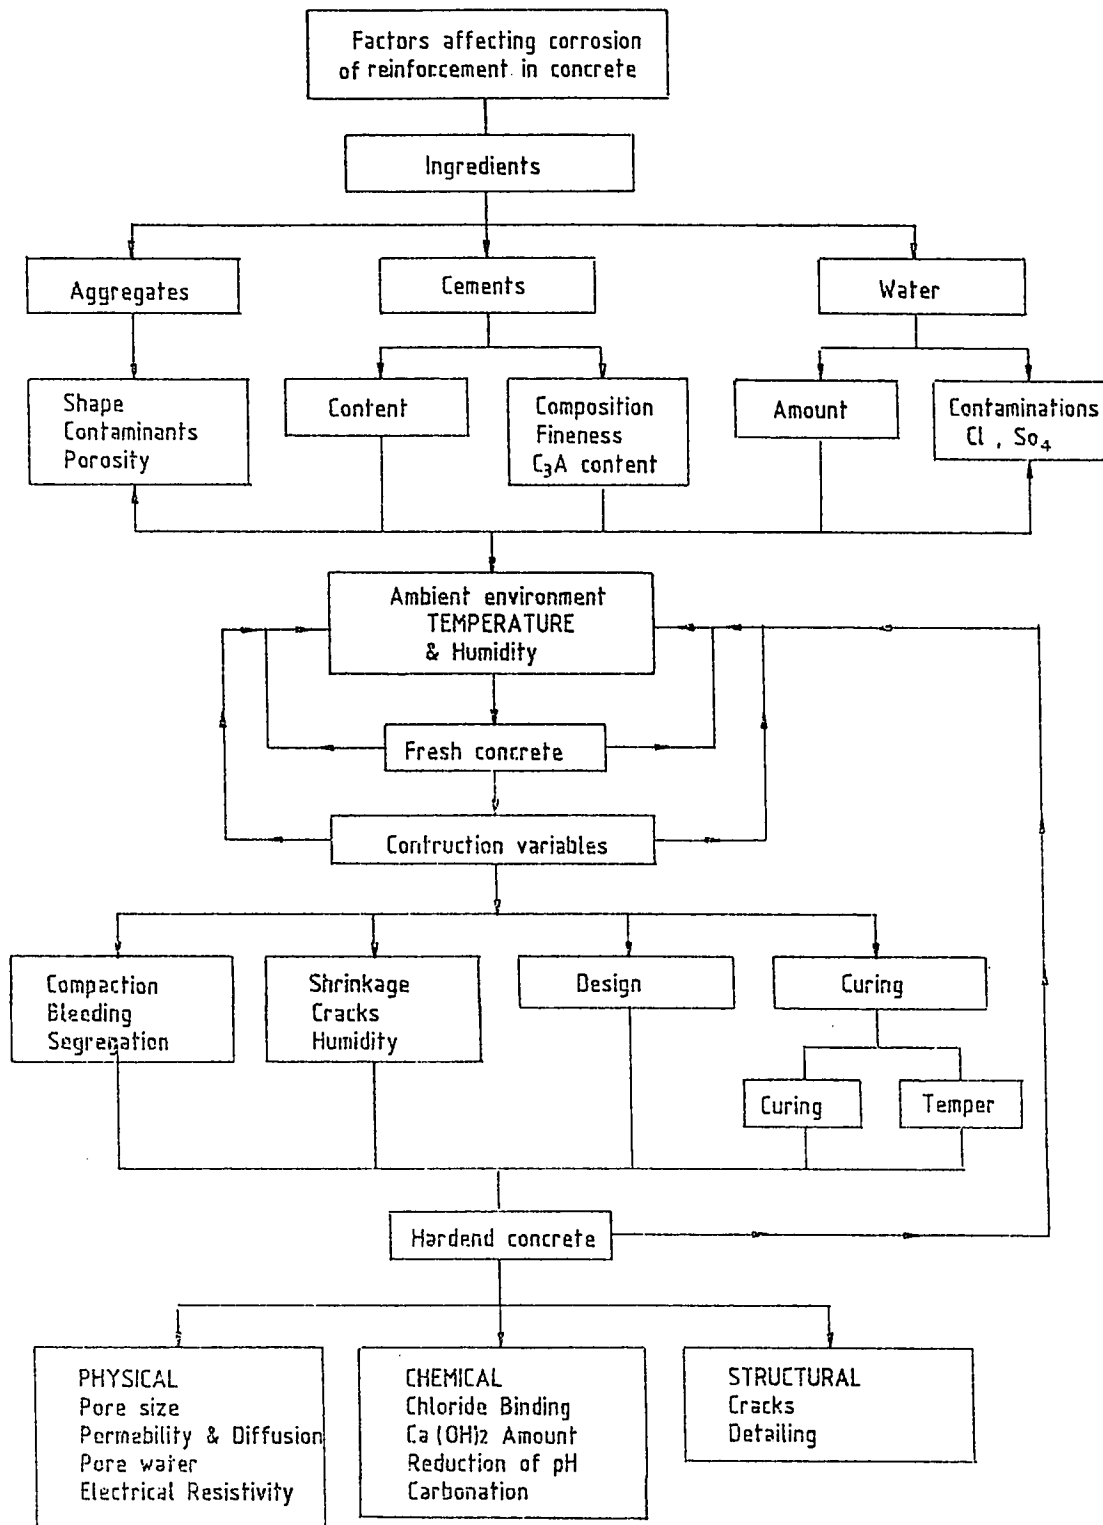 Factors affecting corrosion
of reinforcement in concrete
Ingredients
Aggregates
Cements
Water
Shape
Contaminants
Porosity
Content
Composition
Fineness
C₃A content
Amount
Contaminations
Cl , So₄
Ambient environment
TEMPERATURE
& Humidity
Fresh concrete
Contruction variables
Compaction
Bleeding
Segregation
Shrinkage
Cracks
Humidity
Design
Curing
Curing
Temper
Hardend concrete
PHYSICAL
Pore size
Permability & Diffusion
Pore water
Electrical Resistivity
CHEMICAL
Chloride Binding
Ca (OH)₂ Amount
Reduction of pH
Carbonation
STRUCTURAL
Cracks
Detailing